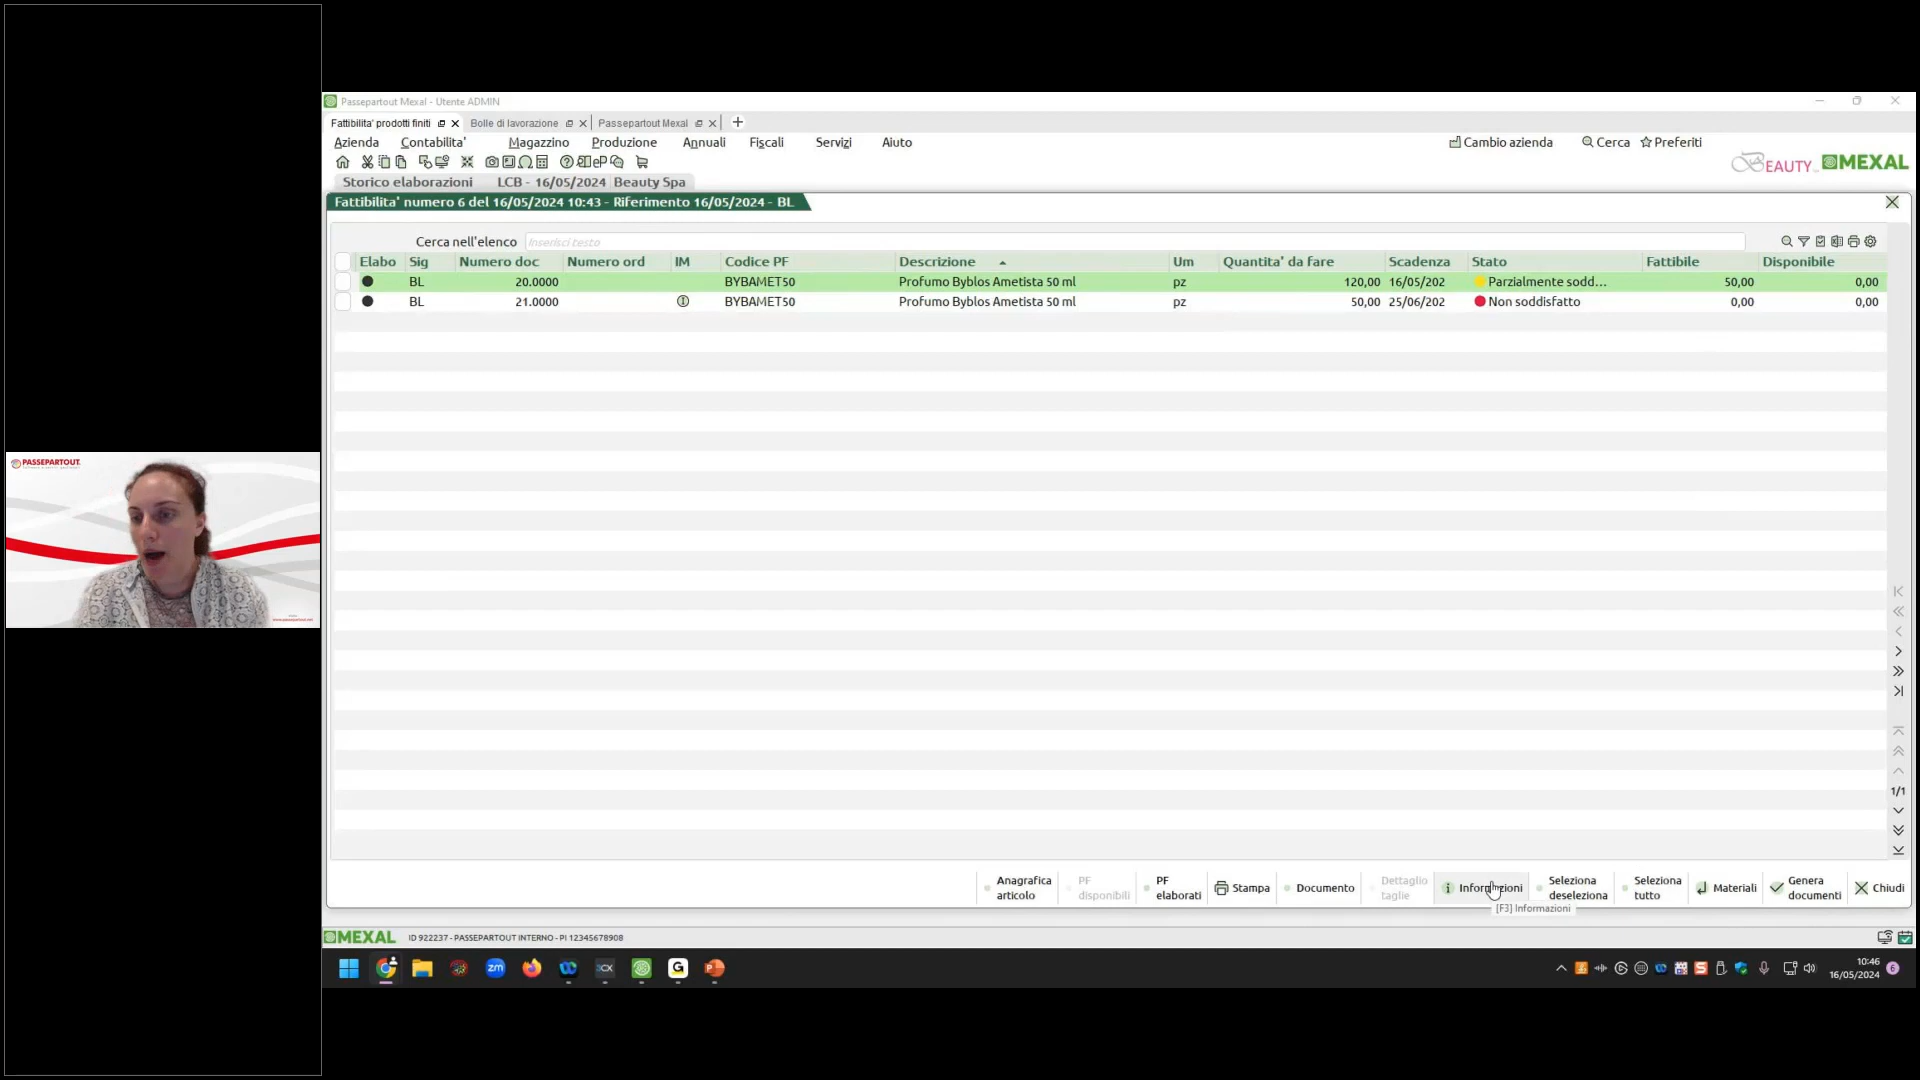 Passepartout Mexal - Utente ADMIN
Fattibilita' prodotti finiti Bolle di lavorazione Passepartout Mexal
Azienda Contabilita' Magazzino Produzione Annuali Fiscali Servizi Aiuto Cambio azienda Cerca Preferiti
BEAUTY MEXAL
Storico elaborazioni LCB - 16/05/2024 Beauty Spa
Fattibilita' numero 6 del 16/05/2024 10:43 - Riferimento 16/05/2024 - BL
Cerca nell'elenco Inserisci testo
Elabo Sig Numero doc Numero ord IM Codice PF Descrizione Um Quantita' da fare Scadenza Stato Fattibile Disponibile
BL 20.0000 BYBAMET50 Profumo Byblos Ametista 50 ml pz 120,00 16/05/202 Parzialmente sodd... 50,00 0,00
BL 21.0000 BYBAMET50 Profumo Byblos Ametista 50 ml pz 50,00 25/06/202 Non soddisfatto 0,00 0,00
PASSEPARTOUT
1/1
Anagrafica articolo
PF disponibili
PF elaborati
Stampa
Documento
Dettaglio taglie
Informazioni
Seleziona deseleziona
Seleziona tutto
Materiali
Genera documenti
Chiudi
[F3] Informazioni
MEXAL ID 922237 - PASSEPARTOUT INTERNO - PI 12345678908
10:46
16/05/2024 6